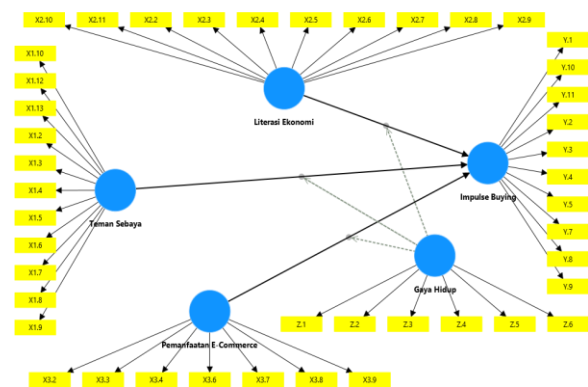 X2.10 X2.11 X2.2 X2.3 X2.4 X2.5 X2.6 X2.7 X2.8 X2.9
Y.1
X1.10
Y.10
X1.12
Y.11
X1.13
Literasi Ekonomi
Y.2
X1.2
Y.3
X1.3
Y.4
X1.4
Impulse Buying
Y.5
X1.5
Teman Sebaya
Y.7
X1.6
Y.8
X1.7
Y.9
X1.8
Gaya Hidup
X1.9
Z.1 Z.2 Z.3 Z.4 Z.5 Z.6
Pemanfaatan E-Commerce
X3.2 X3.3 X3.4 X3.6 X3.7 X3.8 X3.9